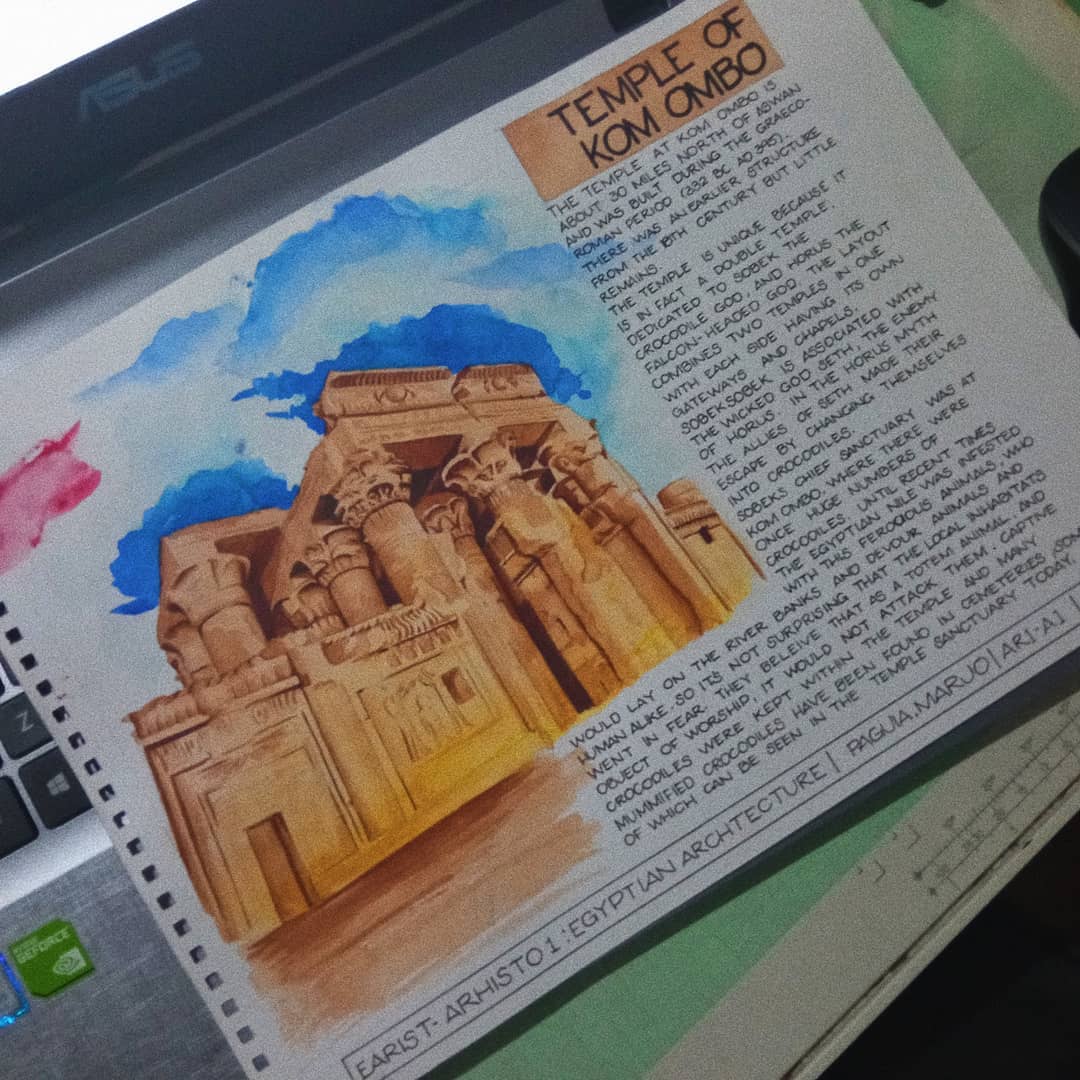 ASUS
TEMPLE OF
KOM OMBO
THE TEMPLE AT KOM OMBO IS
ABOUT 30 MILES NORTH OF ASWAN
AND WAS BUILT DURING THE GRAECO-
ROMAN PERIOD (332 BC AD 395).
THERE WAS AN EARLIER STRUCTURE
FROM THE 18TH CENTURY BUT LITTLE
REMAINS
THE TEMPLE IS UNIQUE BECAUSE IT
IS IN FACT A DOUBLE TEMPLE,
DEDICATED TO SOBEK THE
CROCODILE GOD, AND HORUS THE
FALCON-HEADED GOD. THE LAYOUT
COMBINES TWO TEMPLES IN ONE
WITH EACH SIDE HAVING ITS OWN
GATEWAYS AND CHAPELS.
SOBEK.SOBEK IS ASSOCIATED WITH
THE WICKED GOD SETH, THE ENEMY
OF HORUS. IN THE HORUS MYTH
THE ALLIES OF SETH MADE THEIR
ESCAPE BY CHANGING THEMSELVES
INTO CROCODILES.
SOBEKS CHIEF SANCTUARY WAS AT
KOM OMBO, WHERE THERE WERE
ONCE HUGE NUMBERS OF
CROCODILES. UNTIL RECENT TIMES
THE EGYPTIAN NILE WAS INFESTED
WITH THIS FEROCIOUS ANIMALS, WHO
WOULD LAY ON THE RIVER BANKS AND DEVOUR ANIMALS AND
HUMAN ALIKE, SO IT'S NOT SURPRISING THAT THE LOCAL INHABITATS
WENT IN FEAR. THEY BELEIVE THAT AS A TOTEM ANIMAL, AND
OBJECT OF WORSHIP, IT WOULD NOT ATTACK THEM. CAPTIVE
CROCODILES WERE KEPT WITHIN THE TEMPLE AND MANY
MUMMIFIED CROCODILES HAVE BEEN FOUND IN CEMETERIES, SOME
OF WHICH CAN BE SEEN IN THE TEMPLE SANCTUARY TODAY.
EARIST- ARHISTO 1 : EGYPTIAN ARCHTECTURE | PAGUIA, MARJO | AR1-A |
Z
NVIDIA
GEFORCE